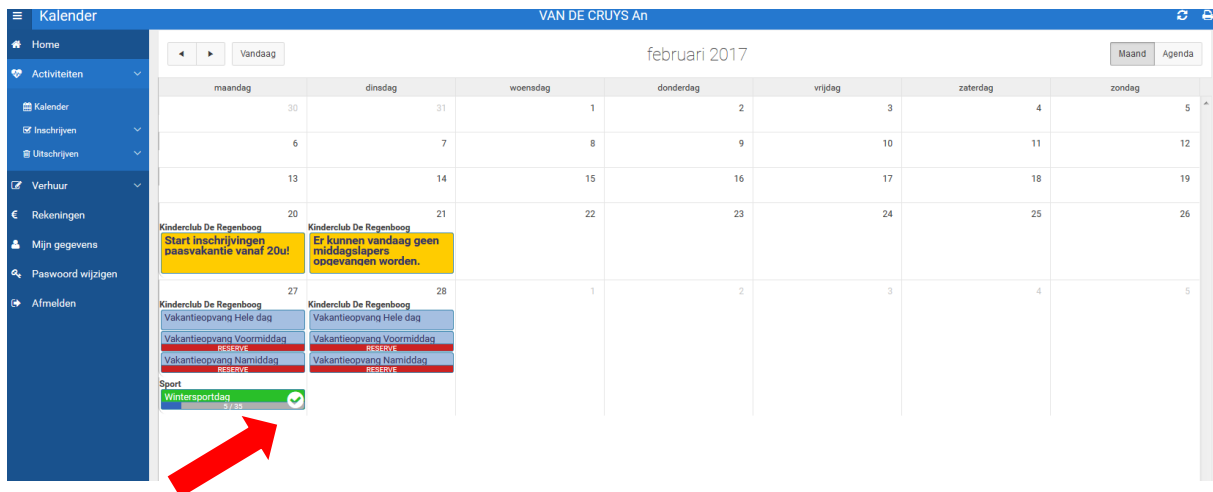 Kalender
VAN DE CRUYS An
Home
Activiteiten
Kalender
Inschrijven
Uitschrijven
Verhuur
€ Rekeningen
Mijn gegevens
Paswoord wijzigen
Afmelden
Vandaag
februari 2017
Maand Agenda
maandag dinsdag woensdag donderdag vrijdag zaterdag zondag
30 31 1 2 3 4 5
6 7 8 9 10 11 12
13 14 15 16 17 18 19
20 21 22 23 24 25 26
Kinderclub De Regenboog
Start inschrijvingen
paasvakantie vanaf 20u!
Kinderclub De Regenboog
Er kunnen vandaag geen
middagslapers
opgevangen worden.
27 28 1 2 3 4 5
Kinderclub De Regenboog
Vakantieopvang Hele dag
Vakantieopvang Voormiddag
RESERVE
Vakantieopvang Namiddag
RESERVE
Kinderclub De Regenboog
Vakantieopvang Hele dag
Vakantieopvang Voormiddag
RESERVE
Vakantieopvang Namiddag
RESERVE
Sport
Wintersportdag
5 / 35